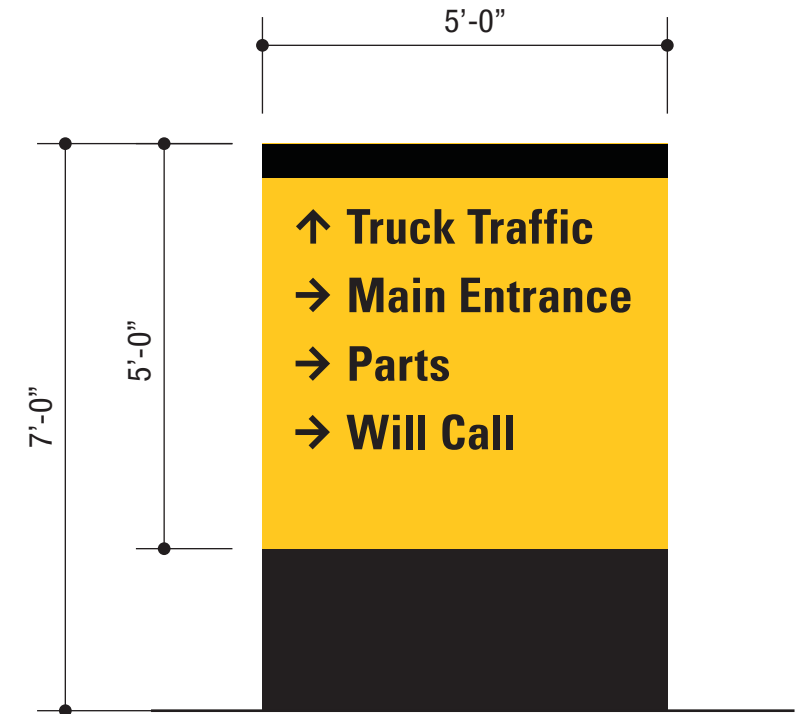 5’-0”
↑ Truck Traffic
→ Main Entrance
→ Parts
→ Will Call
5’-0”
7’-0”